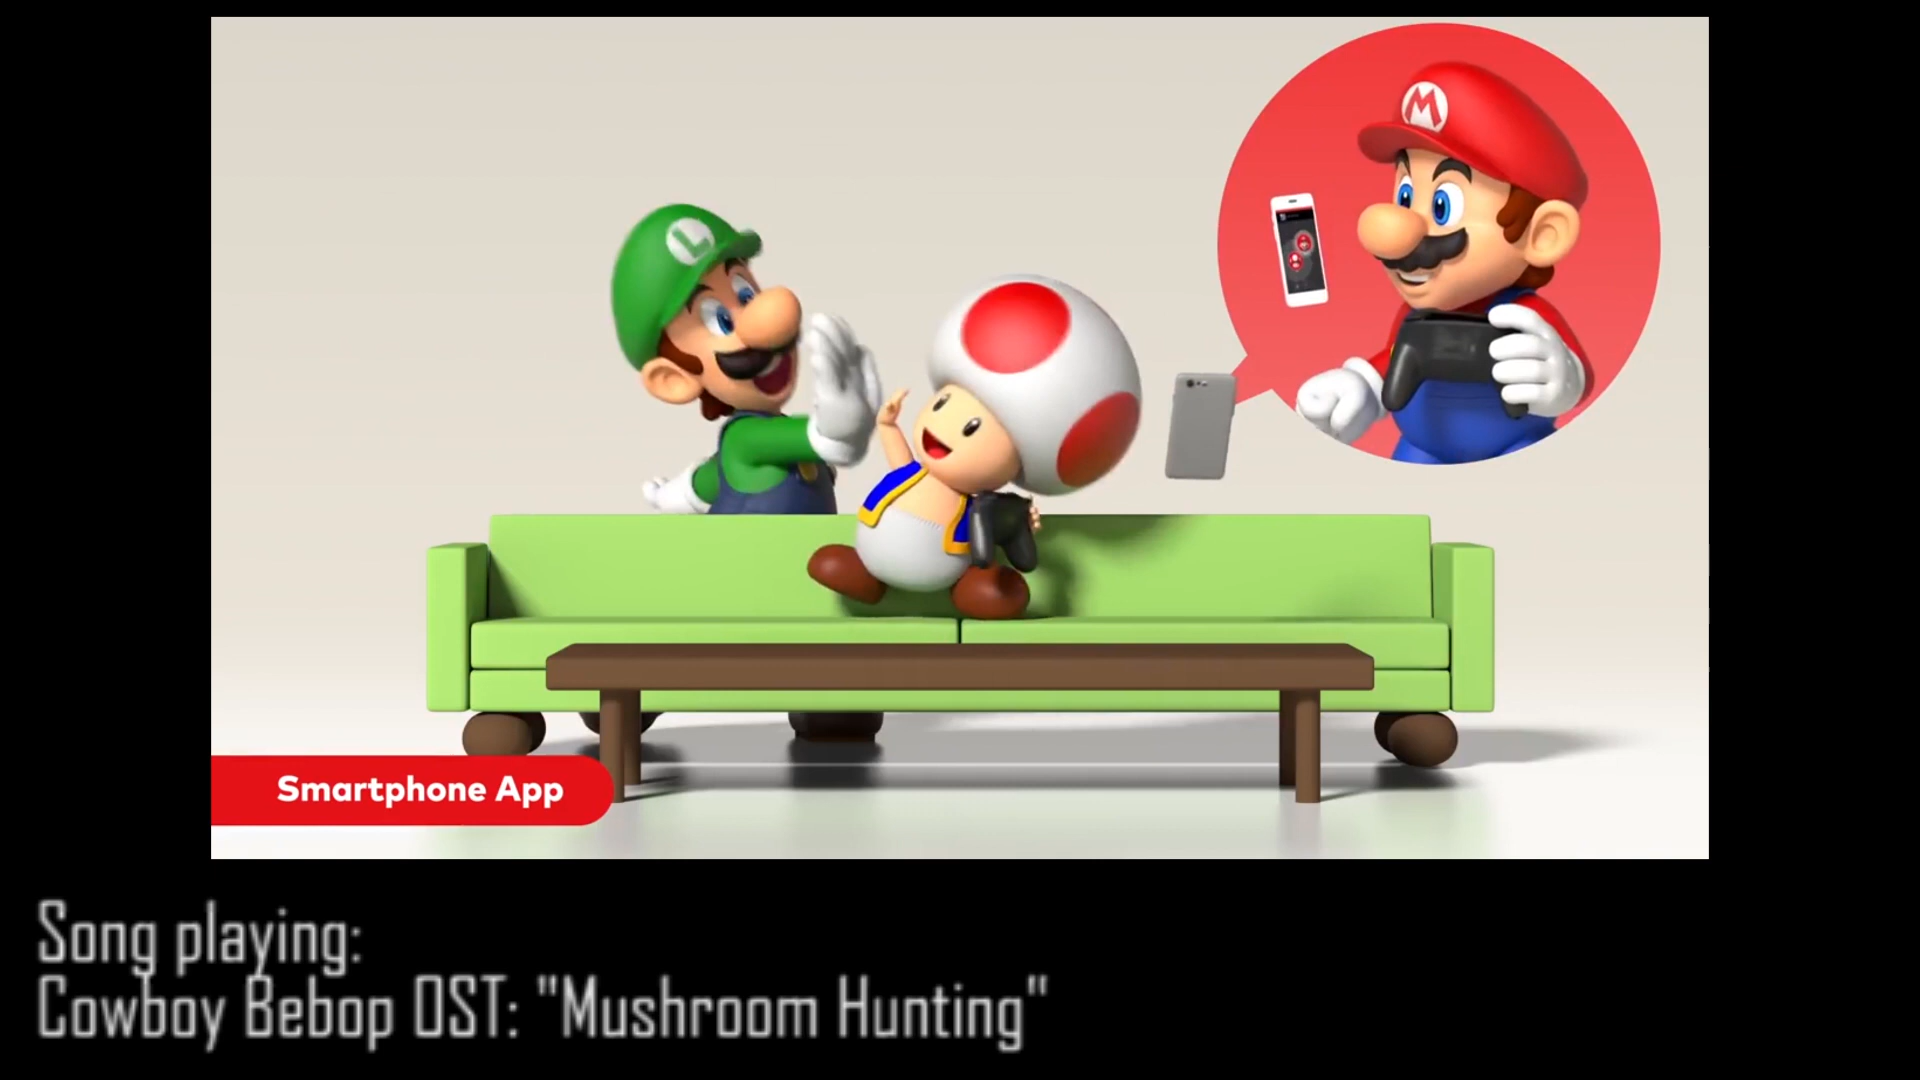 M
L
Smartphone App
Song playing:
Cowboy Bebop OST: "Mushroom Hunting"